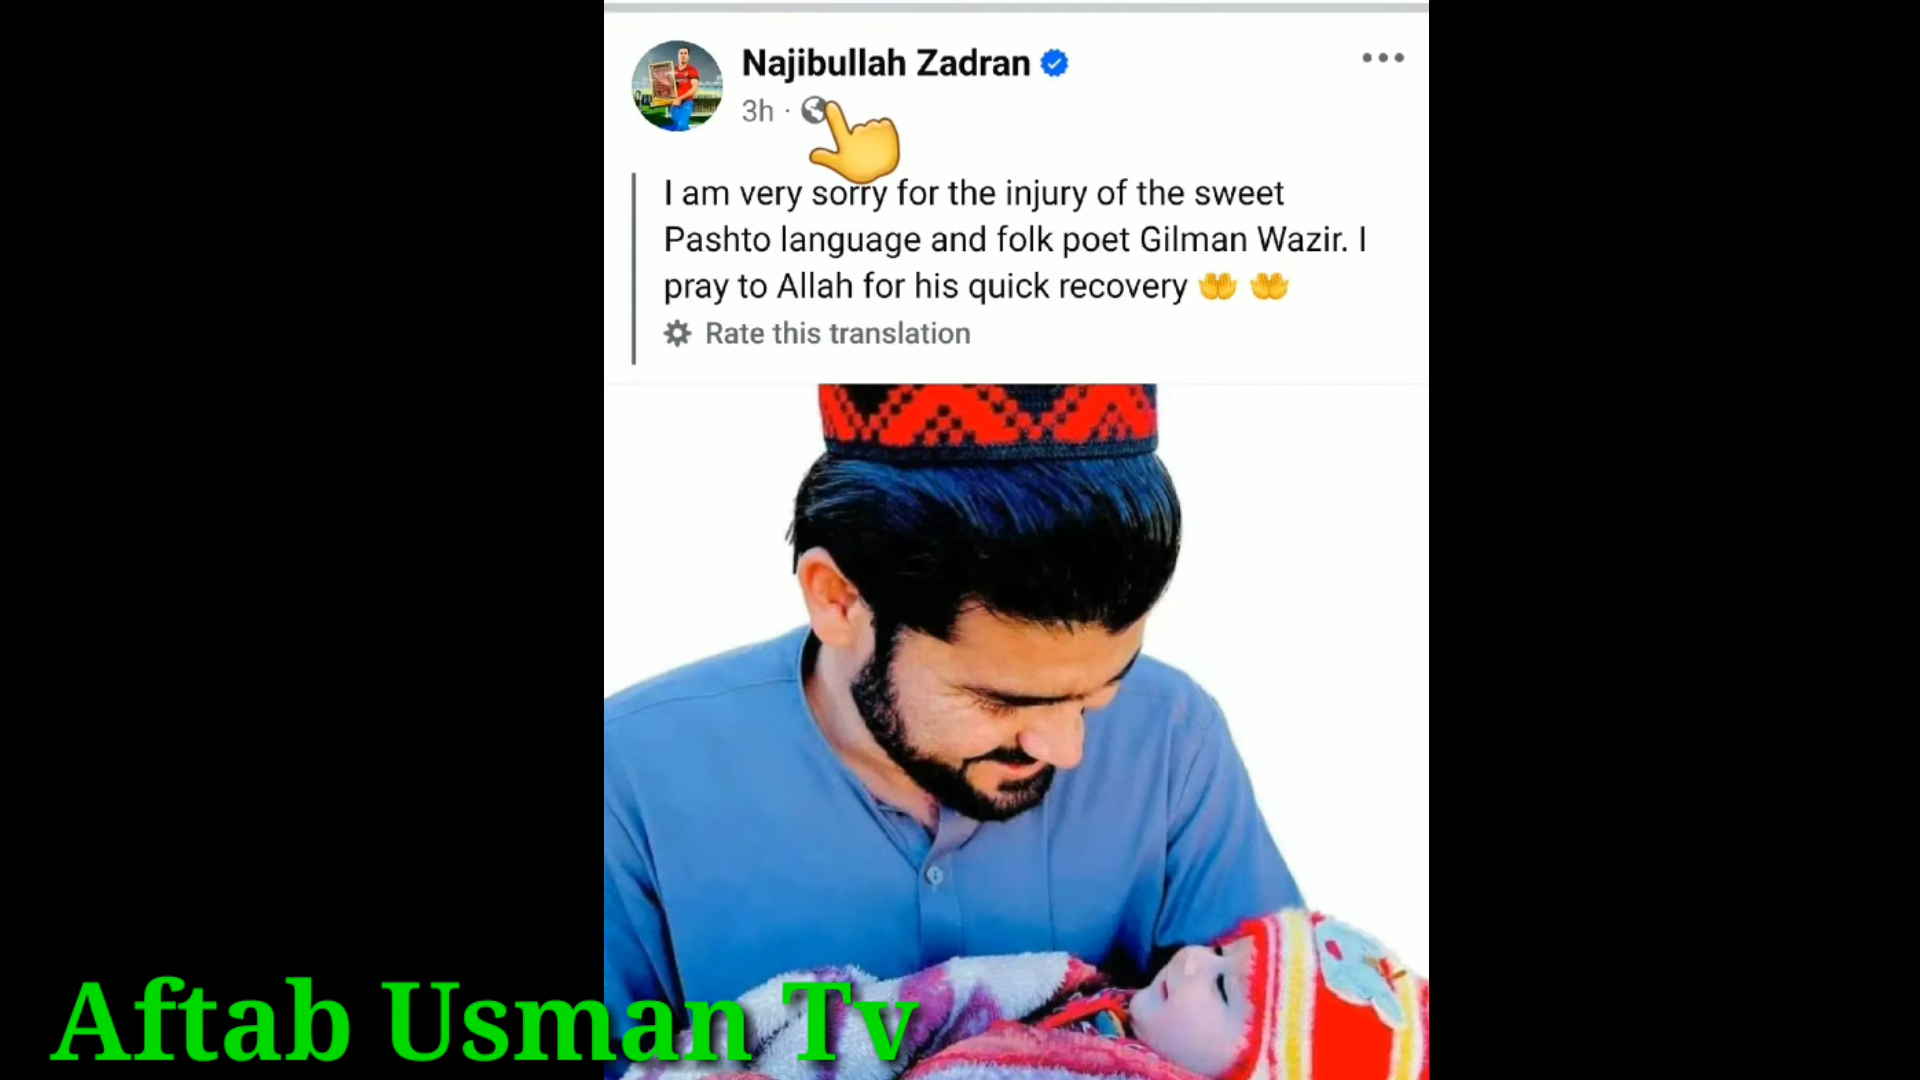 Najibullah Zadran
3h ·
I am very sorry for the injury of the sweet
Pashto language and folk poet Gilman Wazir. I
pray to Allah for his quick recovery 🤲 🤲
Rate this translation
Aftab Usman Tv